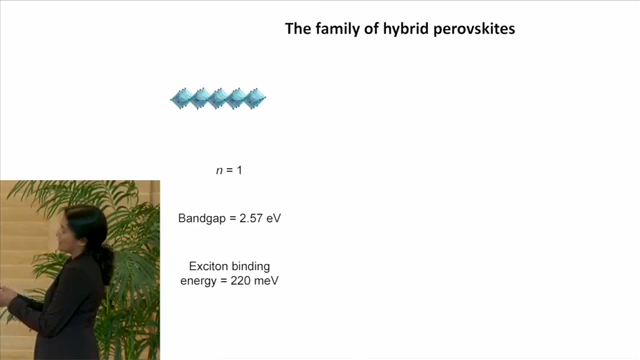 The family of hybrid perovskites
n = 1
Bandgap = 2.57 eV
Exciton binding
energy = 220 meV